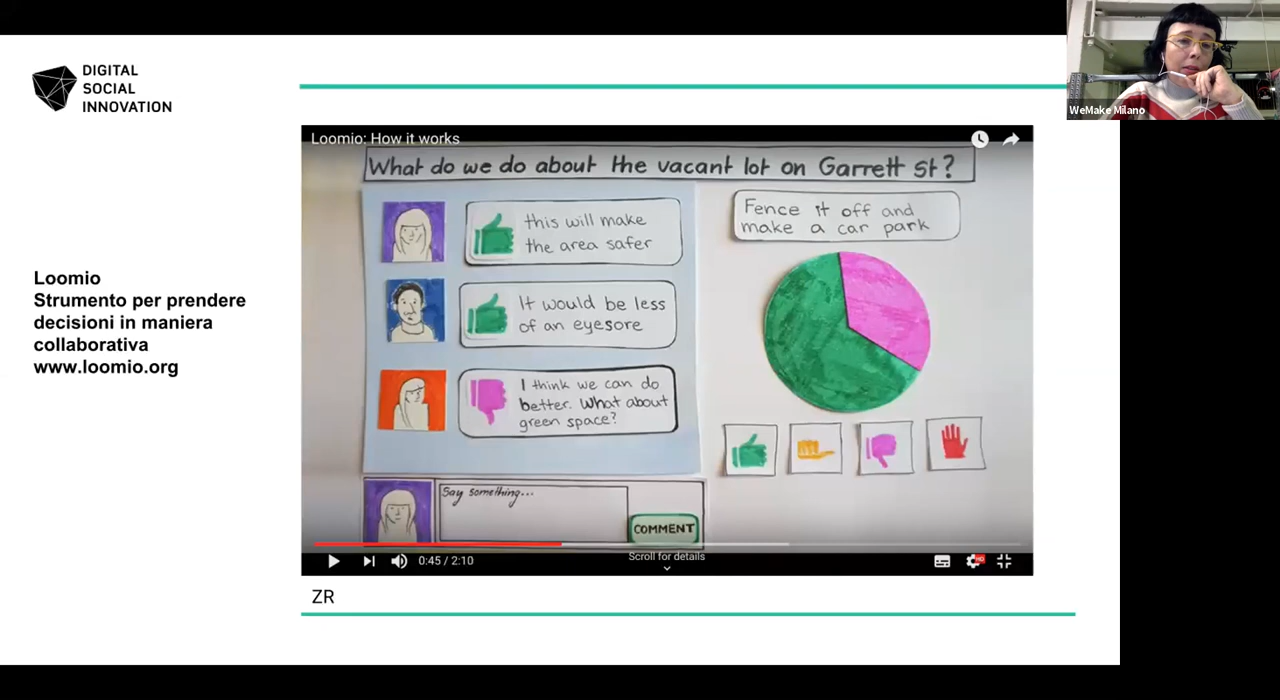 DIGITAL
SOCIAL
INNOVATION
WeMake Milano
Loomio
Strumento per prendere
decisioni in maniera
collaborativa
www.loomio.org
Loomio: How it works
What do we do about the vacant lot on Garrett St?
this will make
the area safer
It would be less
of an eyesore
I think we can do
better. What about
green space?
Say something...
COMMENT
Fence it off and
make a car park
0:45 / 2:10
Scroll for details
HD
ZR